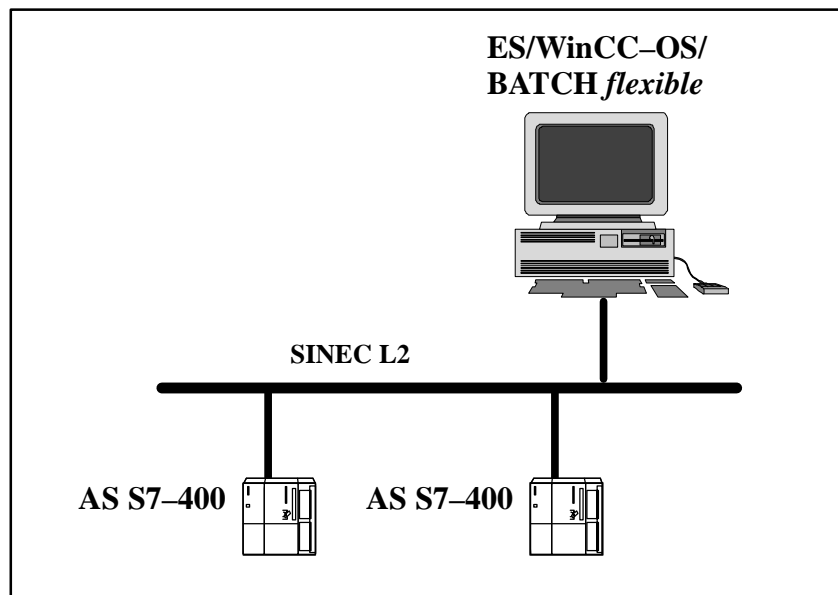 ES/WinCC–OS/
BATCH flexible
SINEC L2
AS S7–400
AS S7–400